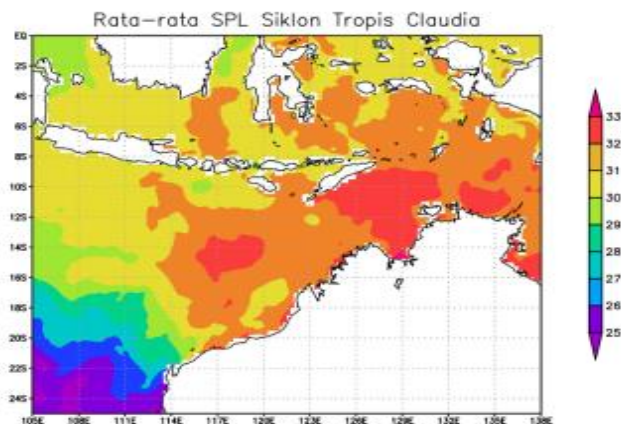 Rata-rata SPL Siklon Tropis Claudia
EQ
2S
4S
6S
8S
10S
12S
14S
16S
18S
20S
22S
24S
105E 108E 111E 114E 117E 120E 123E 126E 129E 132E 135E 138E
33
32
31
30
29
28
27
26
25